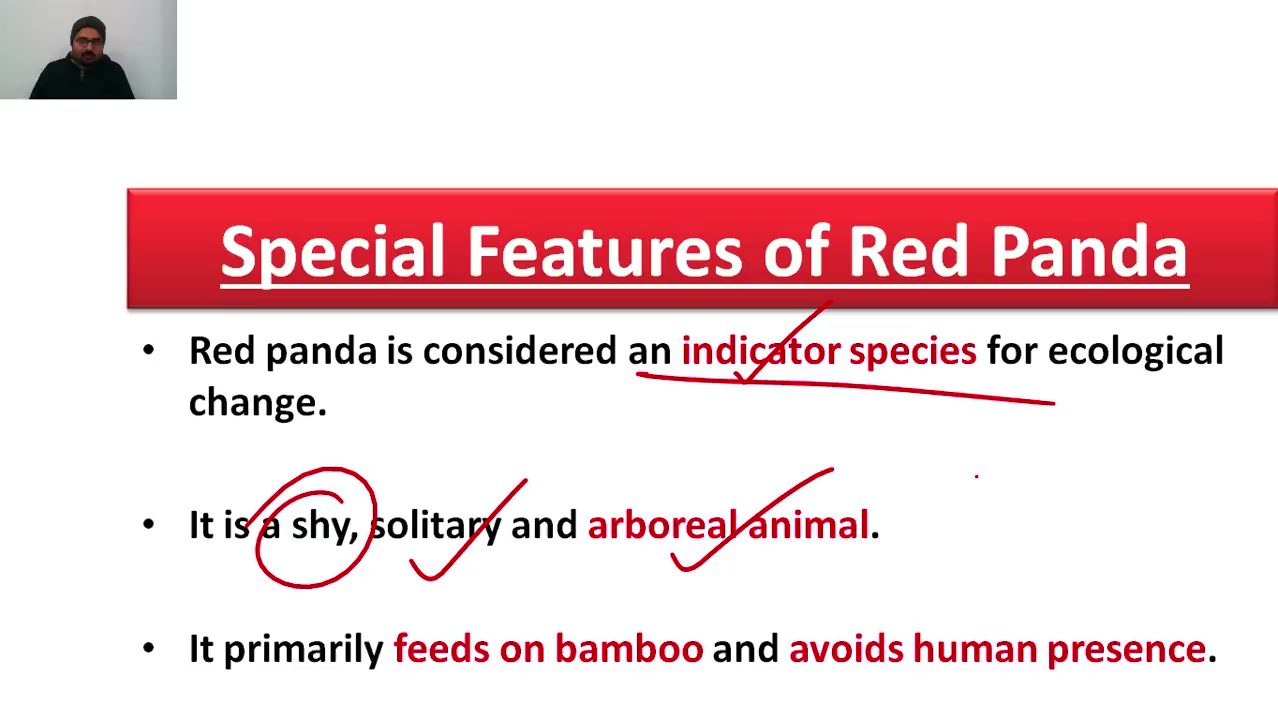 Special Features of Red Panda
• Red panda is considered an indicator species for ecological
change.
• It is a shy, solitary and arboreal animal.
• It primarily feeds on bamboo and avoids human presence.